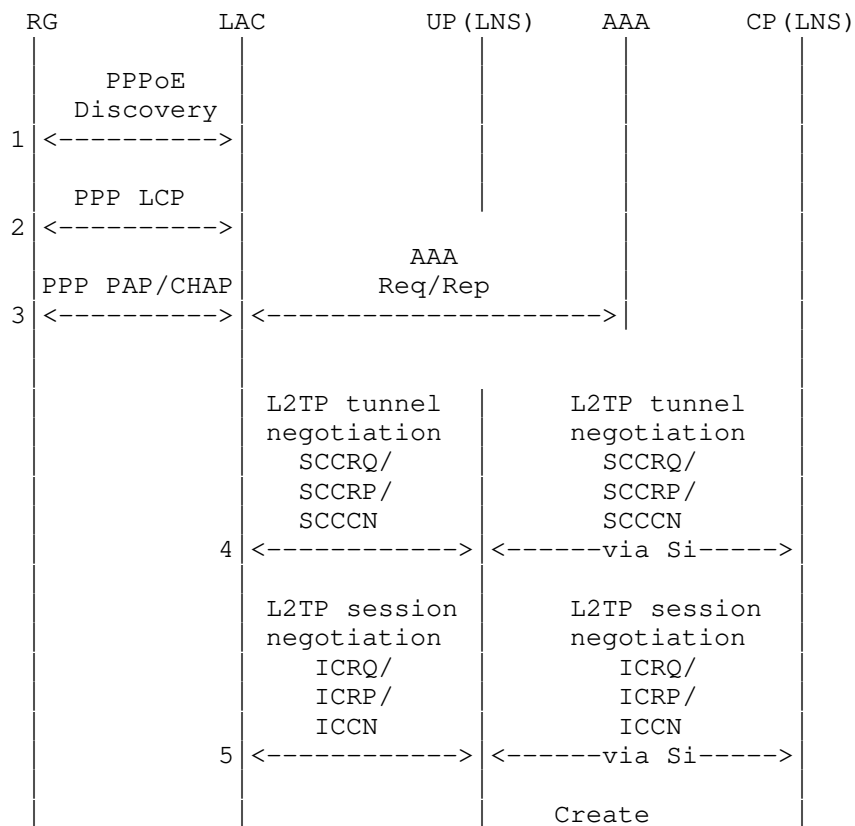 RG LAC UP(LNS) AAA CP(LNS)
PPPoE
Discovery
1 <---------->
PPP LCP
2 <---------->
AAA
PPP PAP/CHAP Req/Rep
3 <----------> <--------------------->
L2TP tunnel L2TP tunnel
negotiation negotiation
SCCRQ/ SCCRQ/
SCCRP/ SCCRP/
SCCCN SCCCN
4 <------------> <------via Si----->
L2TP session L2TP session
negotiation negotiation
ICRQ/ ICRQ/
ICRP/ ICRP/
ICCN ICCN
5 <------------> <------via Si----->
Create